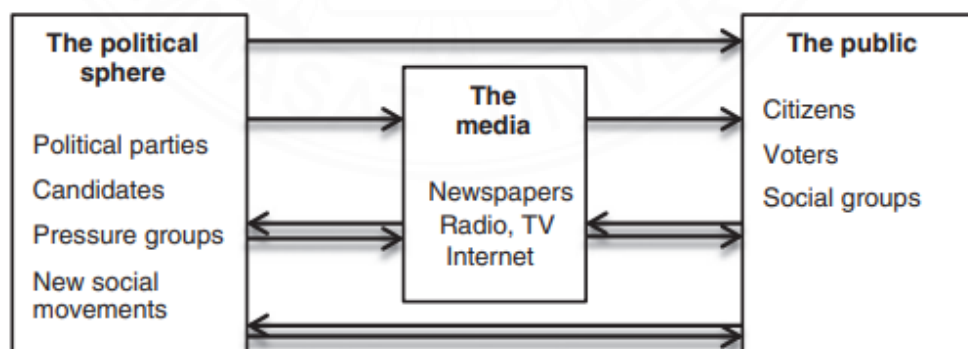 The political
sphere
Political parties
Candidates
Pressure groups
New social
movements
The
media
Newspapers
Radio, TV
Internet
The public
Citizens
Voters
Social groups